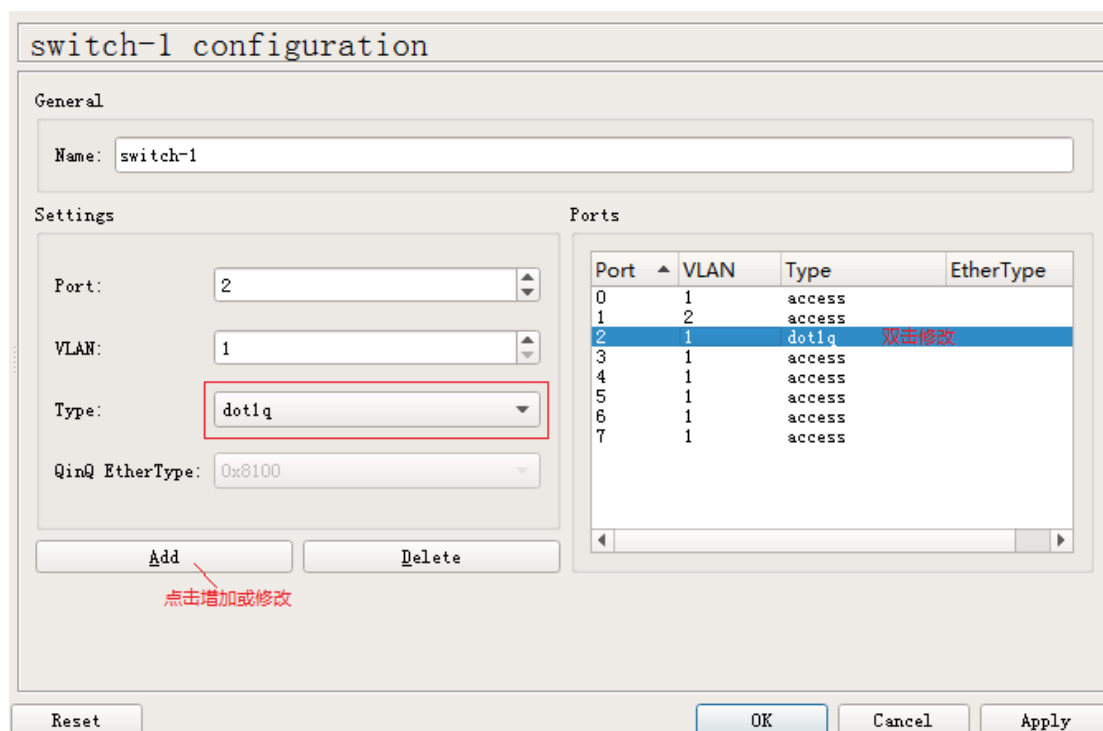 switch-1 configuration
General
Name: switch-1
Settings
Port: 2
VLAN: 1
Type: dot1q
QinQ EtherType: 0x8100
Add Delete
点击增加或修改
Ports
Port VLAN Type EtherType
0 1 access
1 2 access
2 1 dot1q 双击修改
3 1 access
4 1 access
5 1 access
6 1 access
7 1 access
Reset OK Cancel Apply